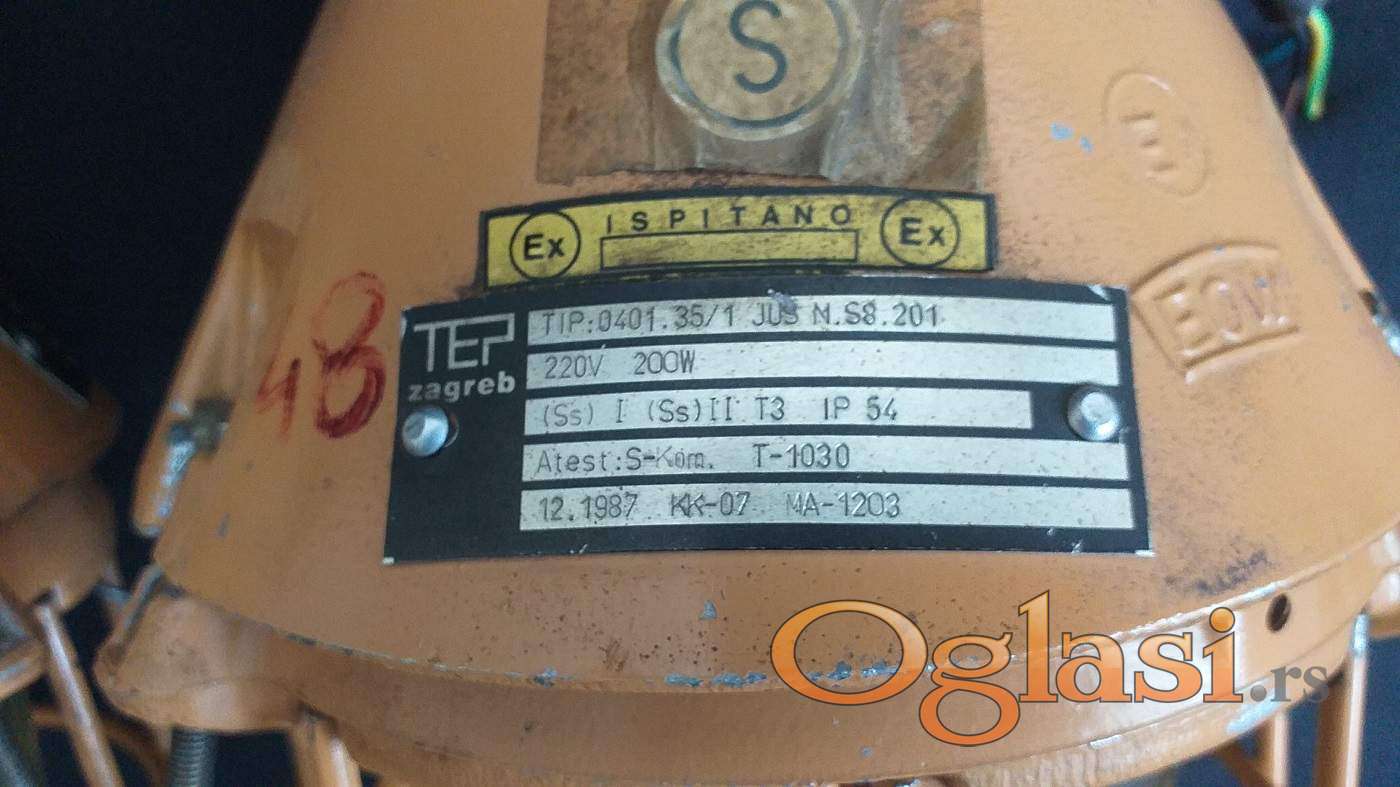 S
ISPITANO
Ex Ex
TEP
zagreb
TIP:0401.35/1 JUS N.S8.201
220V 200W
(Ss) I (Ss)II T3 IP 54
Atest:S-Kom. T-1030
12.1987 KK-07 MA-1203
48
Oglasi.rs